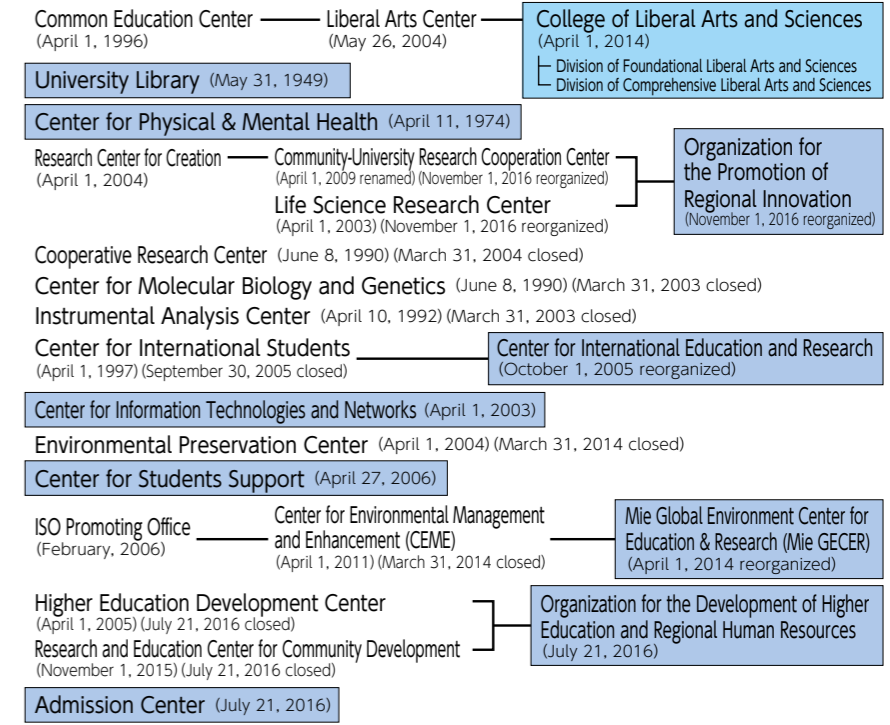 Common Education Center
(April 1, 1996)
Liberal Arts Center
(May 26, 2004)
College of Liberal Arts and Sciences
(April 1, 2014)
Division of Foundational Liberal Arts and Sciences
Division of Comprehensive Liberal Arts and Sciences
University Library (May 31, 1949)
Center for Physical & Mental Health (April 11, 1974)
Research Center for Creation
(April 1, 2004)
Community-University Research Cooperation Center
(April 1, 2009 renamed) (November 1, 2016 reorganized)
Life Science Research Center
(April 1, 2003) (November 1, 2016 reorganized)
Organization for
the Promotion of
Regional Innovation
(November 1, 2016 reorganized)
Cooperative Research Center (June 8, 1990) (March 31, 2004 closed)
Center for Molecular Biology and Genetics (June 8, 1990) (March 31, 2003 closed)
Instrumental Analysis Center (April 10, 1992) (March 31, 2003 closed)
Center for International Students
(April 1, 1997) (September 30, 2005 closed)
Center for International Education and Research
(October 1, 2005 reorganized)
Center for Information Technologies and Networks (April 1, 2003)
Environmental Preservation Center (April 1, 2004) (March 31, 2014 closed)
Center for Students Support (April 27, 2006)
ISO Promoting Office
(February, 2006)
Center for Environmental Management
and Enhancement (CEME)
(April 1, 2011) (March 31, 2014 closed)
Mie Global Environment Center for
Education & Research (Mie GECER)
(April 1, 2014 reorganized)
Higher Education Development Center
(April 1, 2005) (July 21, 2016 closed)
Research and Education Center for Community Development
(November 1, 2015) (July 21, 2016 closed)
Organization for the Development of Higher
Education and Regional Human Resources
(July 21, 2016)
Admission Center (July 21, 2016)